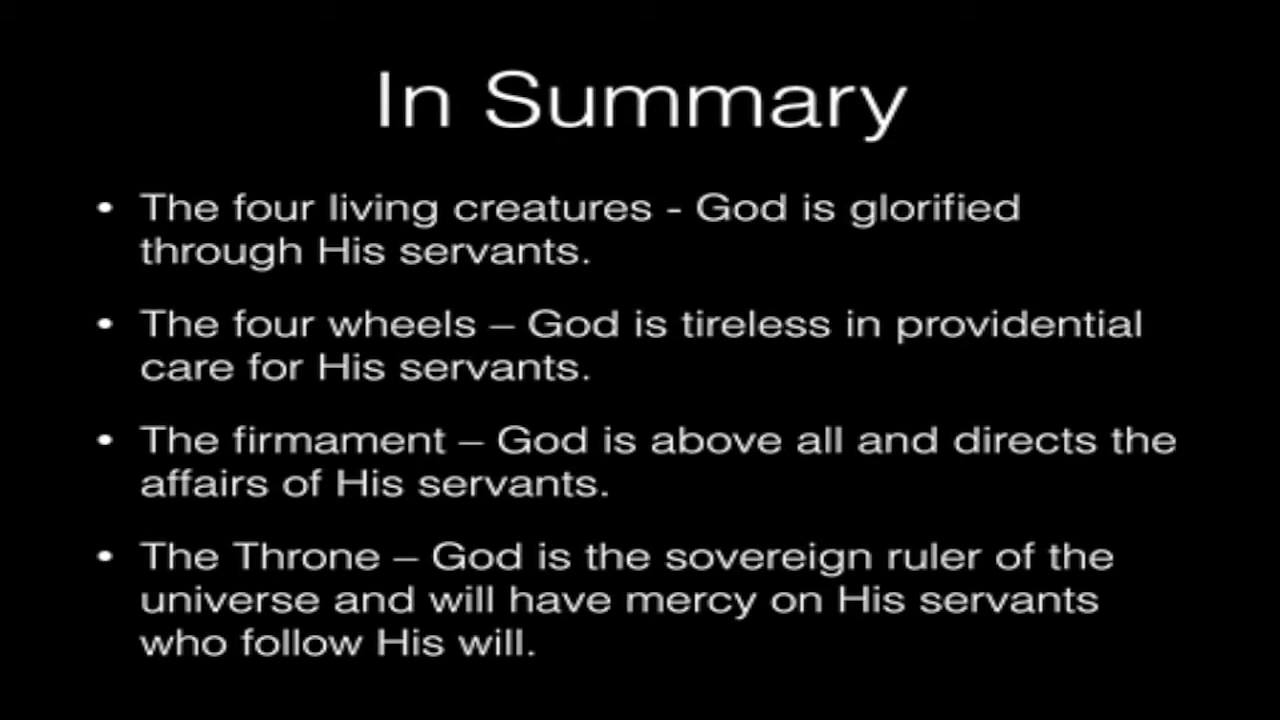 In Summary
• The four living creatures - God is glorified
through His servants.
• The four wheels – God is tireless in providential
care for His servants.
• The firmament – God is above all and directs the
affairs of His servants.
• The Throne – God is the sovereign ruler of the
universe and will have mercy on His servants
who follow His will.